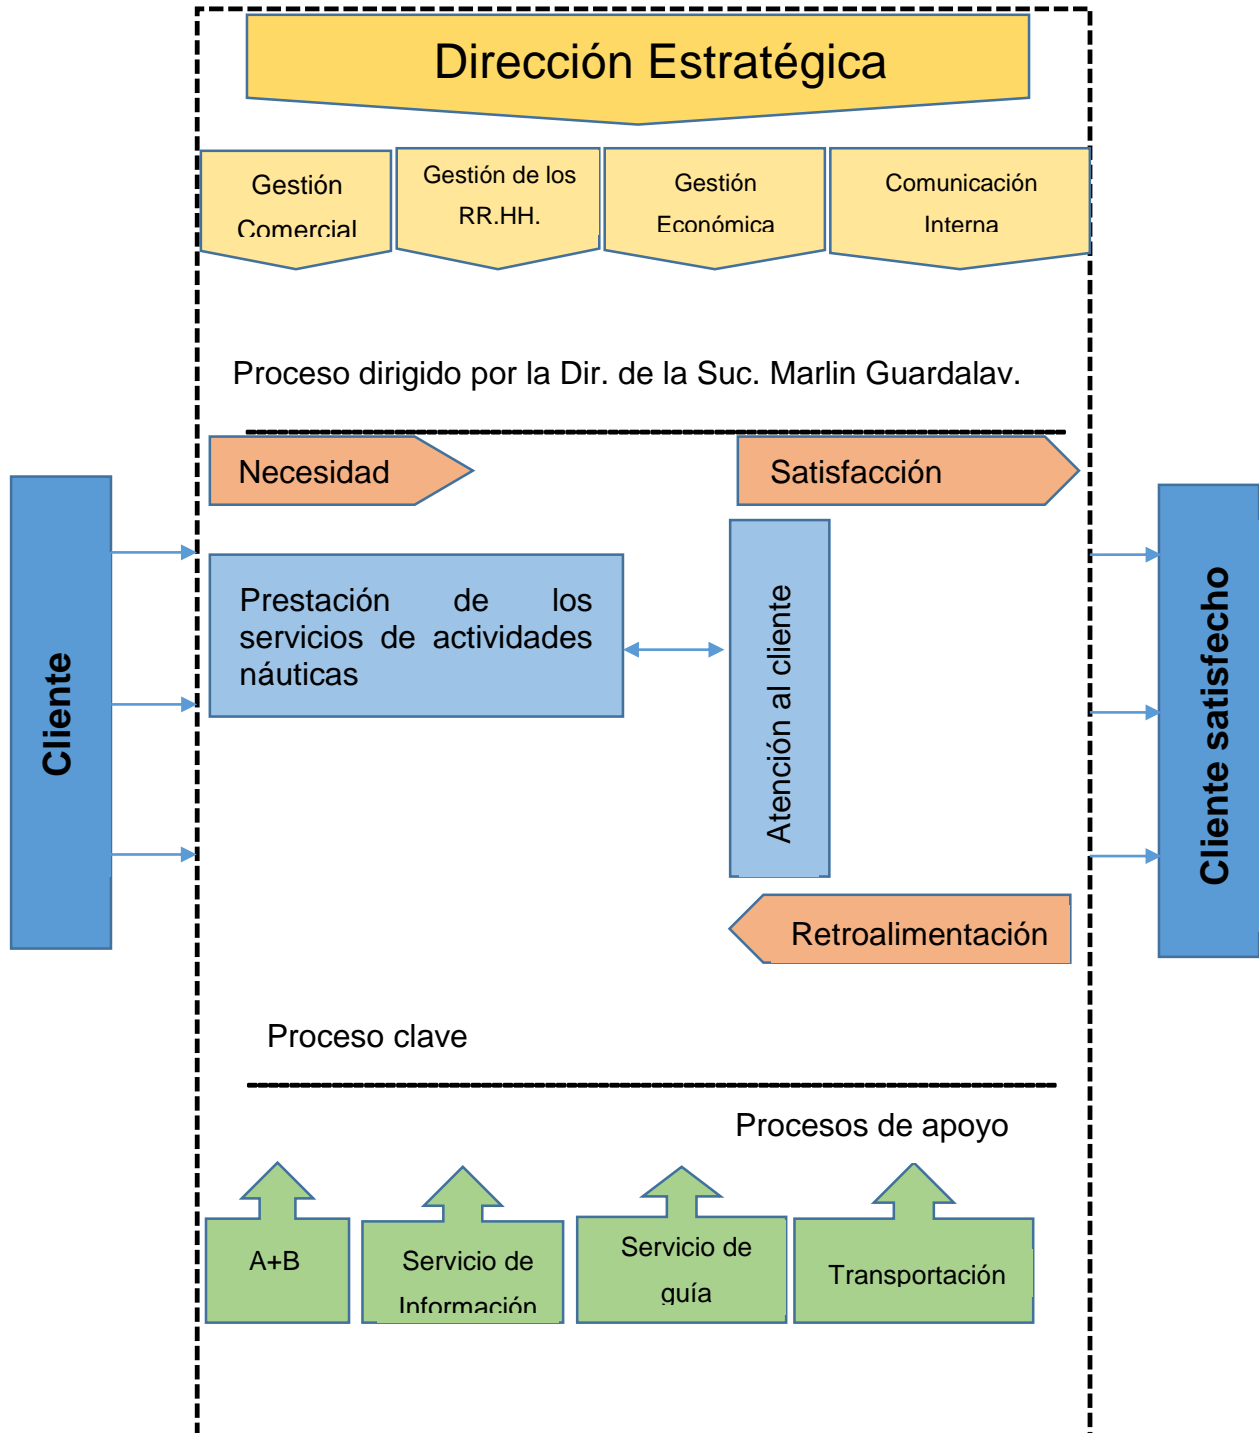 Dirección Estratégica
Gestión
Comercial
Gestión de los
RR.HH.
Gestión
Económica
Comunicación
Interna
Proceso dirigido por la Dir. de la Suc. Marlin Guardalav.
Necesidad
Satisfacción
Cliente
Prestación de los
servicios de actividades
náuticas
Atención al cliente
Cliente satisfecho
Retroalimentación
Proceso clave
Procesos de apoyo
A+B
Servicio de
Información
Servicio de
guía
Transportación